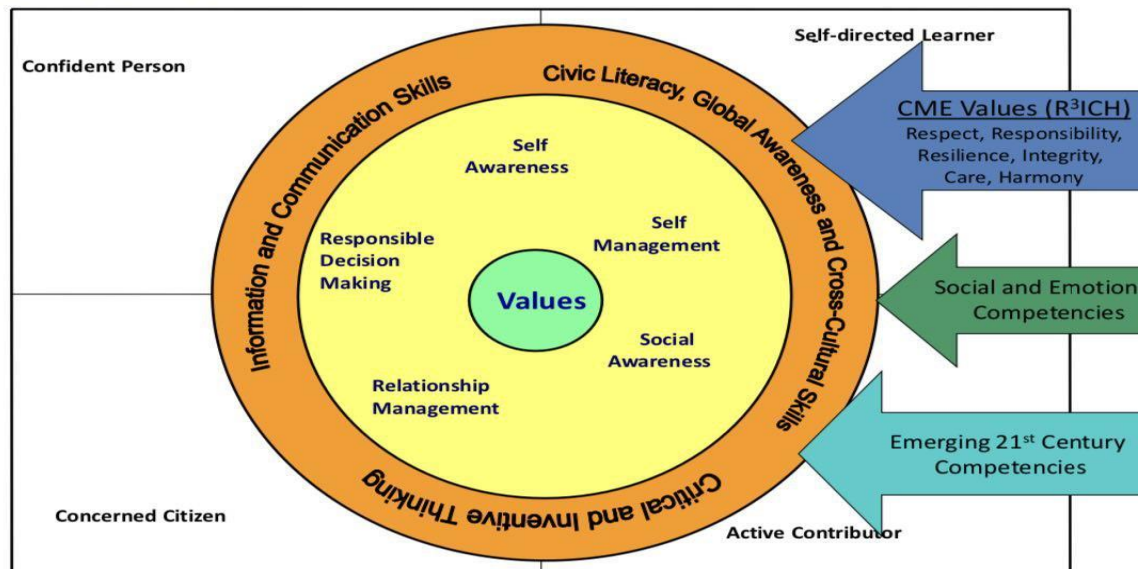 Confident Person
Self-directed Learner
Information and Communication Skills
Civic Literacy, Global Awareness and Cross-Cultural Skills
Critical and Inventive Thinking
Self
Awareness
Self
Management
Responsible
Decision
Making
Values
Social
Awareness
Relationship
Management
CME Values (R³ICH)
Respect, Responsibility,
Resilience, Integrity,
Care, Harmony
Social and Emotion
Competencies
Emerging 21st Century
Competencies
Concerned Citizen
Active Contributor